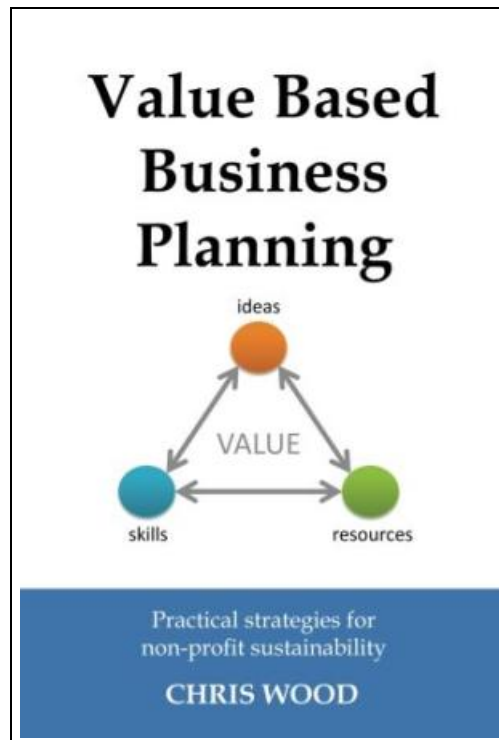 Value Based
Business
Planning
ideas
VALUE
skills
resources
Practical strategies for
non-profit sustainability
CHRIS WOOD